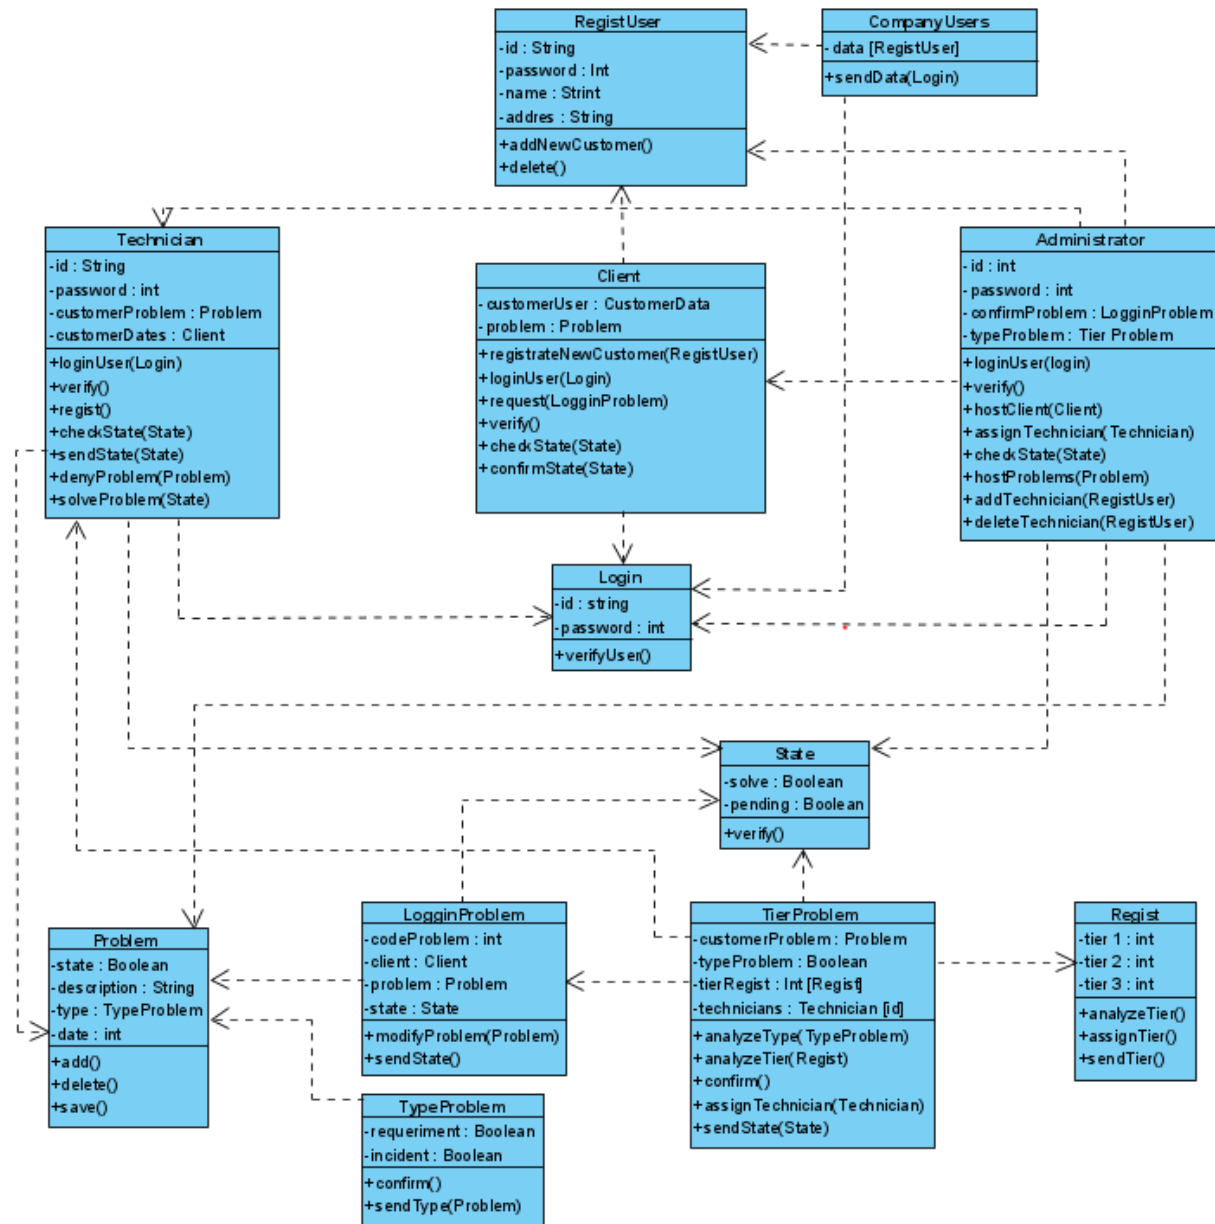 RegistUser
-id : String
-password : Int
-name : Strint
-addres : String
+addNewCustomer()
+delete()
CompanyUsers
- data [RegistUser]
+sendData(Login)
Technician
-id : String
-password : int
-customerProblem : Problem
-customerDates : Client
+loginUser(Login)
+verify()
+regist()
+checkState(State)
+sendState(State)
+denyProblem(Problem)
+solveProblem(State)
Client
-customerUser : CustomerData
-problem : Problem
+registrateNewCustomer(RegistUser)
+loginUser(Login)
+request(LogginProblem)
+verify()
+checkState(State)
+confirmState(State)
Administrator
-id : int
-password : int
-confirmProblem : LogginProblem
-typeProblem : Tier Problem
+loginUser(login)
+verify()
+hostClient(Client)
+assignTechnician(Technician)
+checkState(State)
+hostProblems(Problem)
+addTechnician(RegistUser)
+deleteTechnician(RegistUser)
Login
-id : string
-password : int
+verifyUser()
State
-solve : Boolean
-pending : Boolean
+verify()
Problem
-state : Boolean
-description : String
-type : TypeProblem
-date : int
+add()
+delete()
+save()
LogginProblem
-codeProblem : int
-client : Client
-problem : Problem
-state : State
+modifyProblem(Problem)
+sendState()
TierProblem
-customerProblem : Problem
-typeProblem : Boolean
-tierRegist : Int [Regist]
-technicians : Technician [id]
+analyzeType(TypeProblem)
+analyzeTier(Regist)
+confirm()
+assignTechnician(Technician)
+sendState(State)
Regist
-tier 1 : int
-tier 2 : int
-tier 3 : int
+analyzeTier()
+assignTier()
+sendTier()
TypeProblem
-requeriment : Boolean
-incident : Boolean
+confirm()
+sendType(Problem)